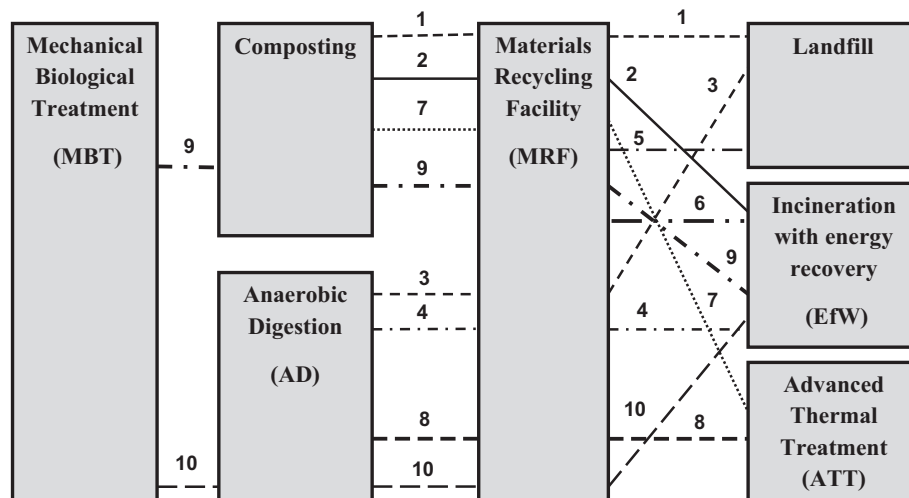 Mechanical
Biological
Treatment
(MBT)
9
10
Composting
1
2
7
9
Anaerobic
Digestion
(AD)
3
4
8
10
Materials
Recycling
Facility
(MRF)
1
2
3
5
6
9
7
4
10
8
Landfill
Incineration
with energy
recovery
(EfW)
Advanced
Thermal
Treatment
(ATT)